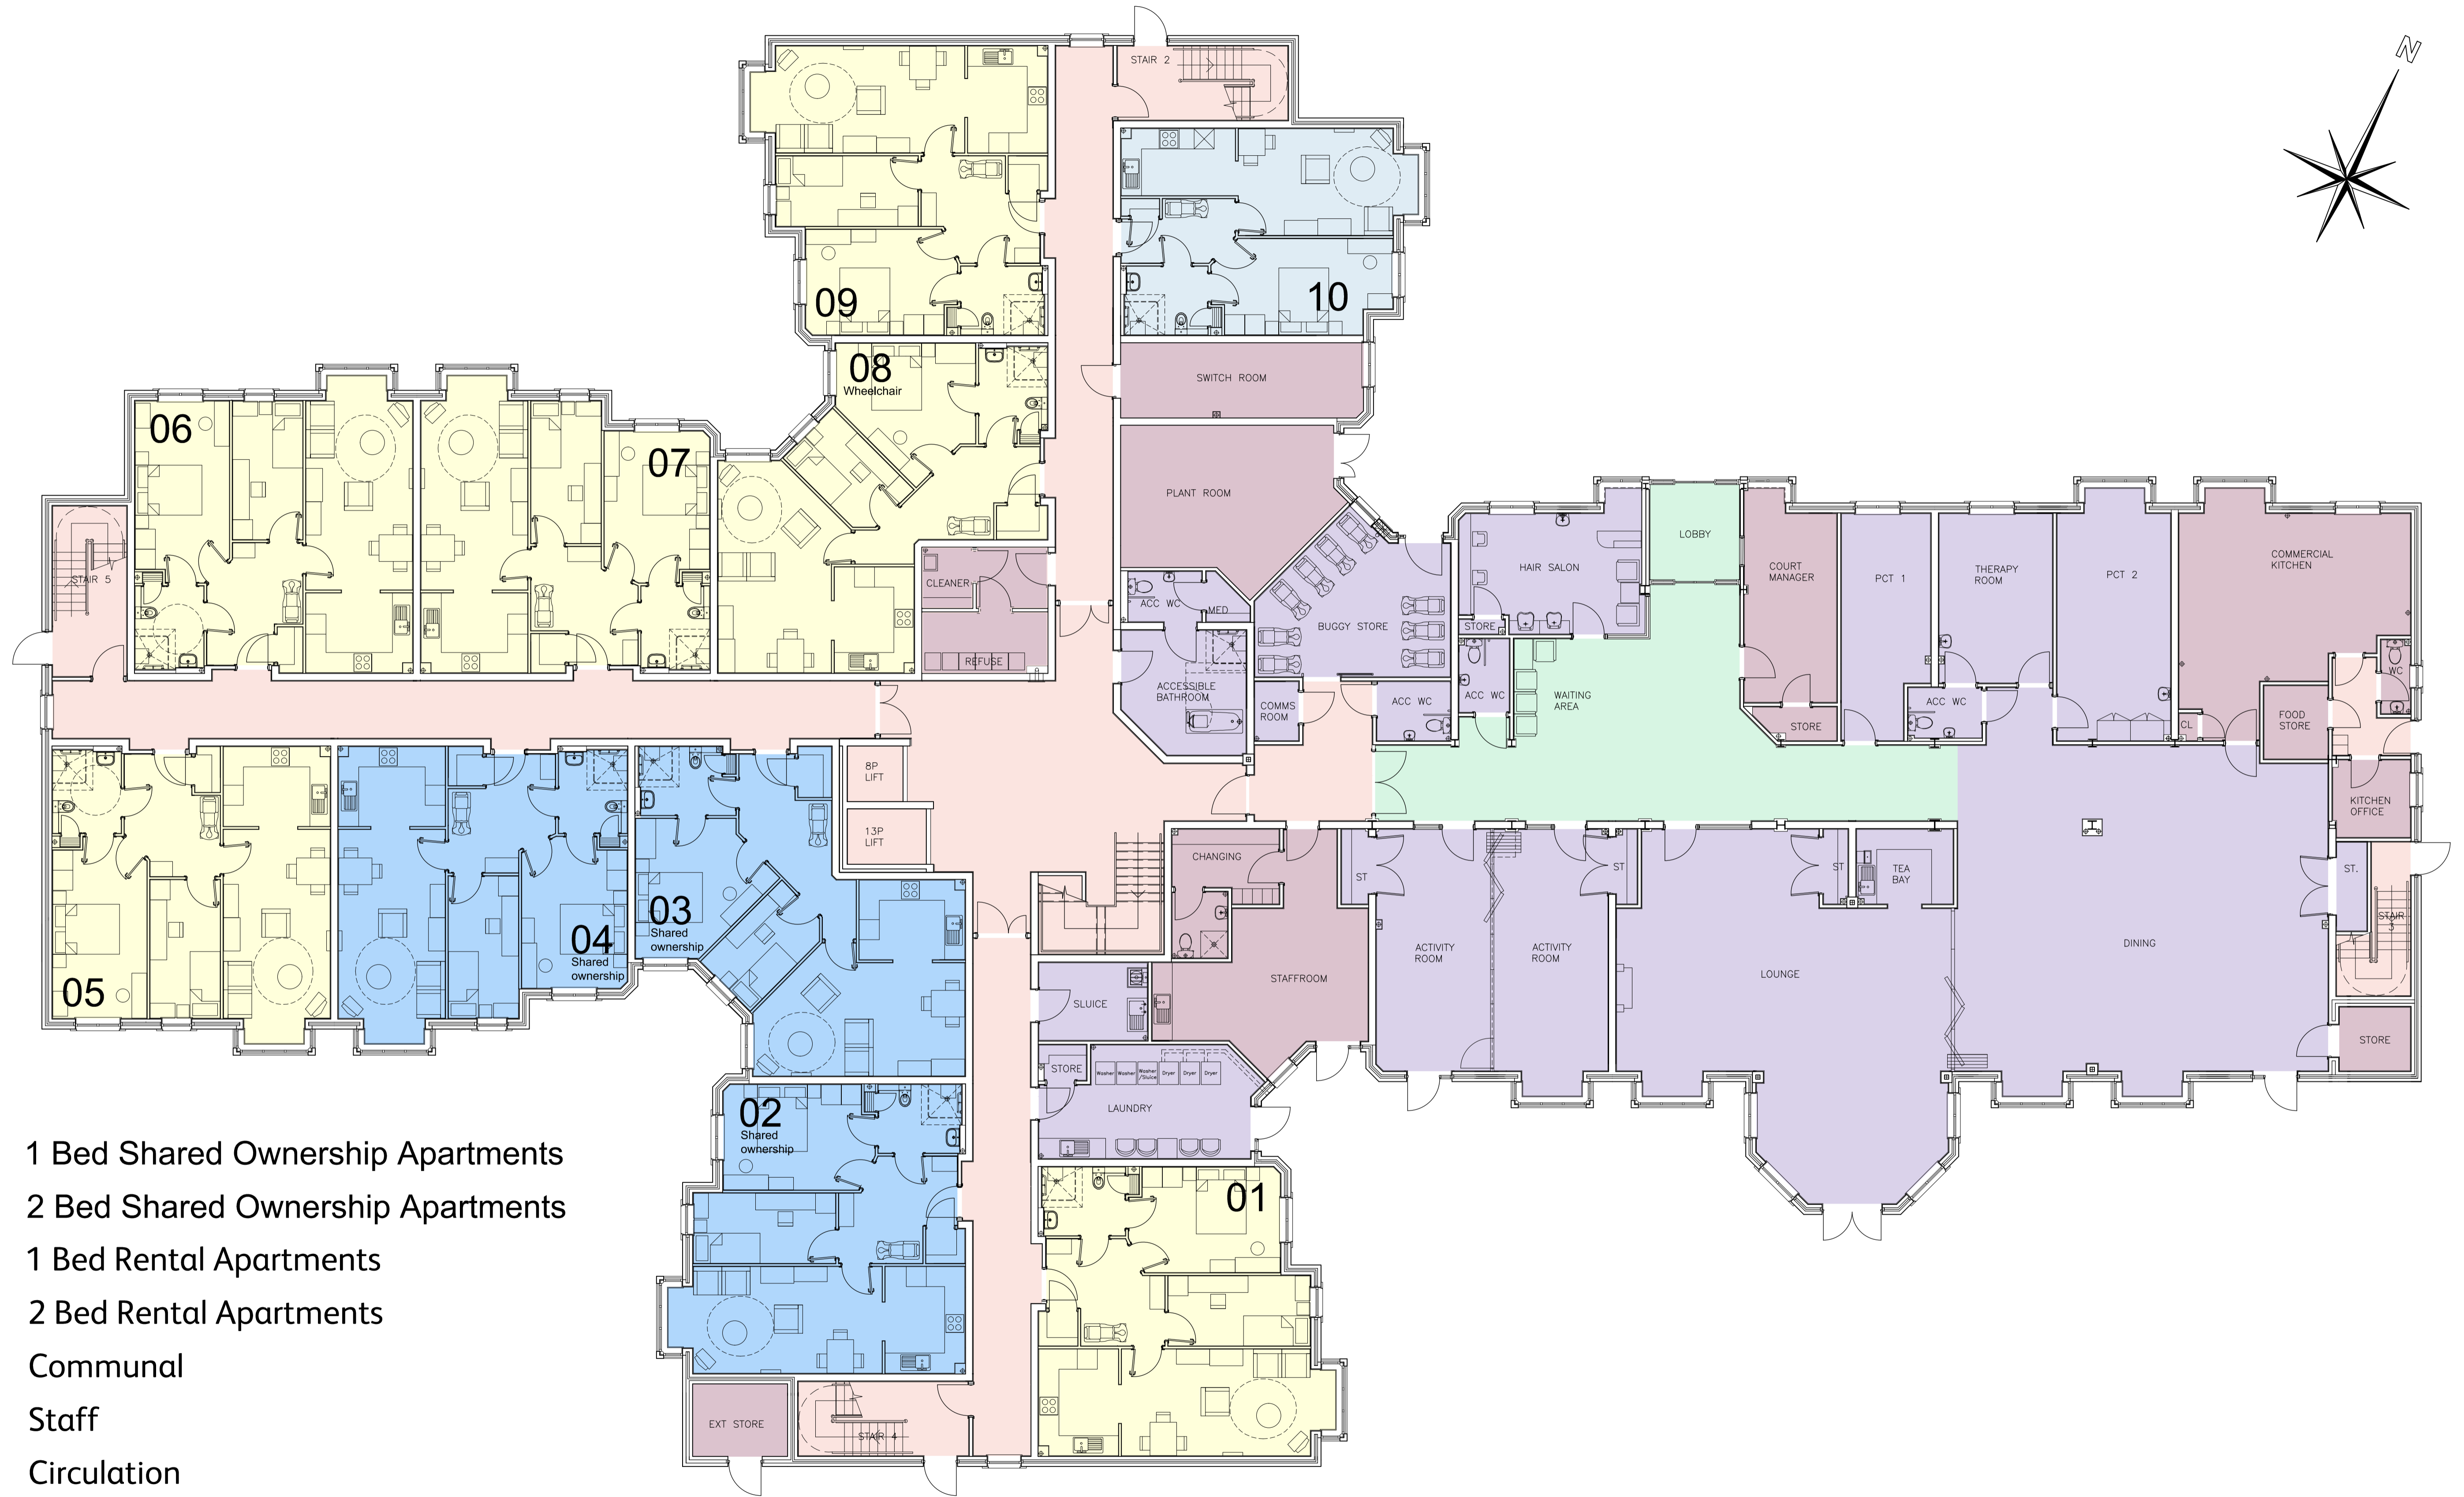 N
STAIR 2
09
10
08
Wheelchair
SWITCH ROOM
06
07
PLANT ROOM
STAIR 5
CLEANER
REFUSE
ACC WC
MED
BUGGY STORE
ACCESSIBLE
BATHROOM
COMMS
ROOM
ACC WC
HAIR SALON
STORE
ACC WC
LOBBY
WAITING
AREA
COURT
MANAGER
STORE
PCT 1
THERAPY
ROOM
ACC WC
PCT 2
COMMERCIAL
KITCHEN
CL
FOOD
STORE
WC
KITCHEN
OFFICE
8P
LIFT
13P
LIFT
05
04
Shared
ownership
03
Shared
ownership
CHANGING
STAFFROOM
SLUICE
STORE
Washer
Washer
Washer
/Sluice
Dryer
Dryer
Dryer
LAUNDRY
ST
ACTIVITY
ROOM
ACTIVITY
ROOM
ST
LOUNGE
ST
TEA
BAY
DINING
ST.
STAIR
3
STORE
02
Shared
ownership
01
EXT STORE
STAIR 4
1 Bed Shared Ownership Apartments
2 Bed Shared Ownership Apartments
1 Bed Rental Apartments
2 Bed Rental Apartments
Communal
Staff
Circulation